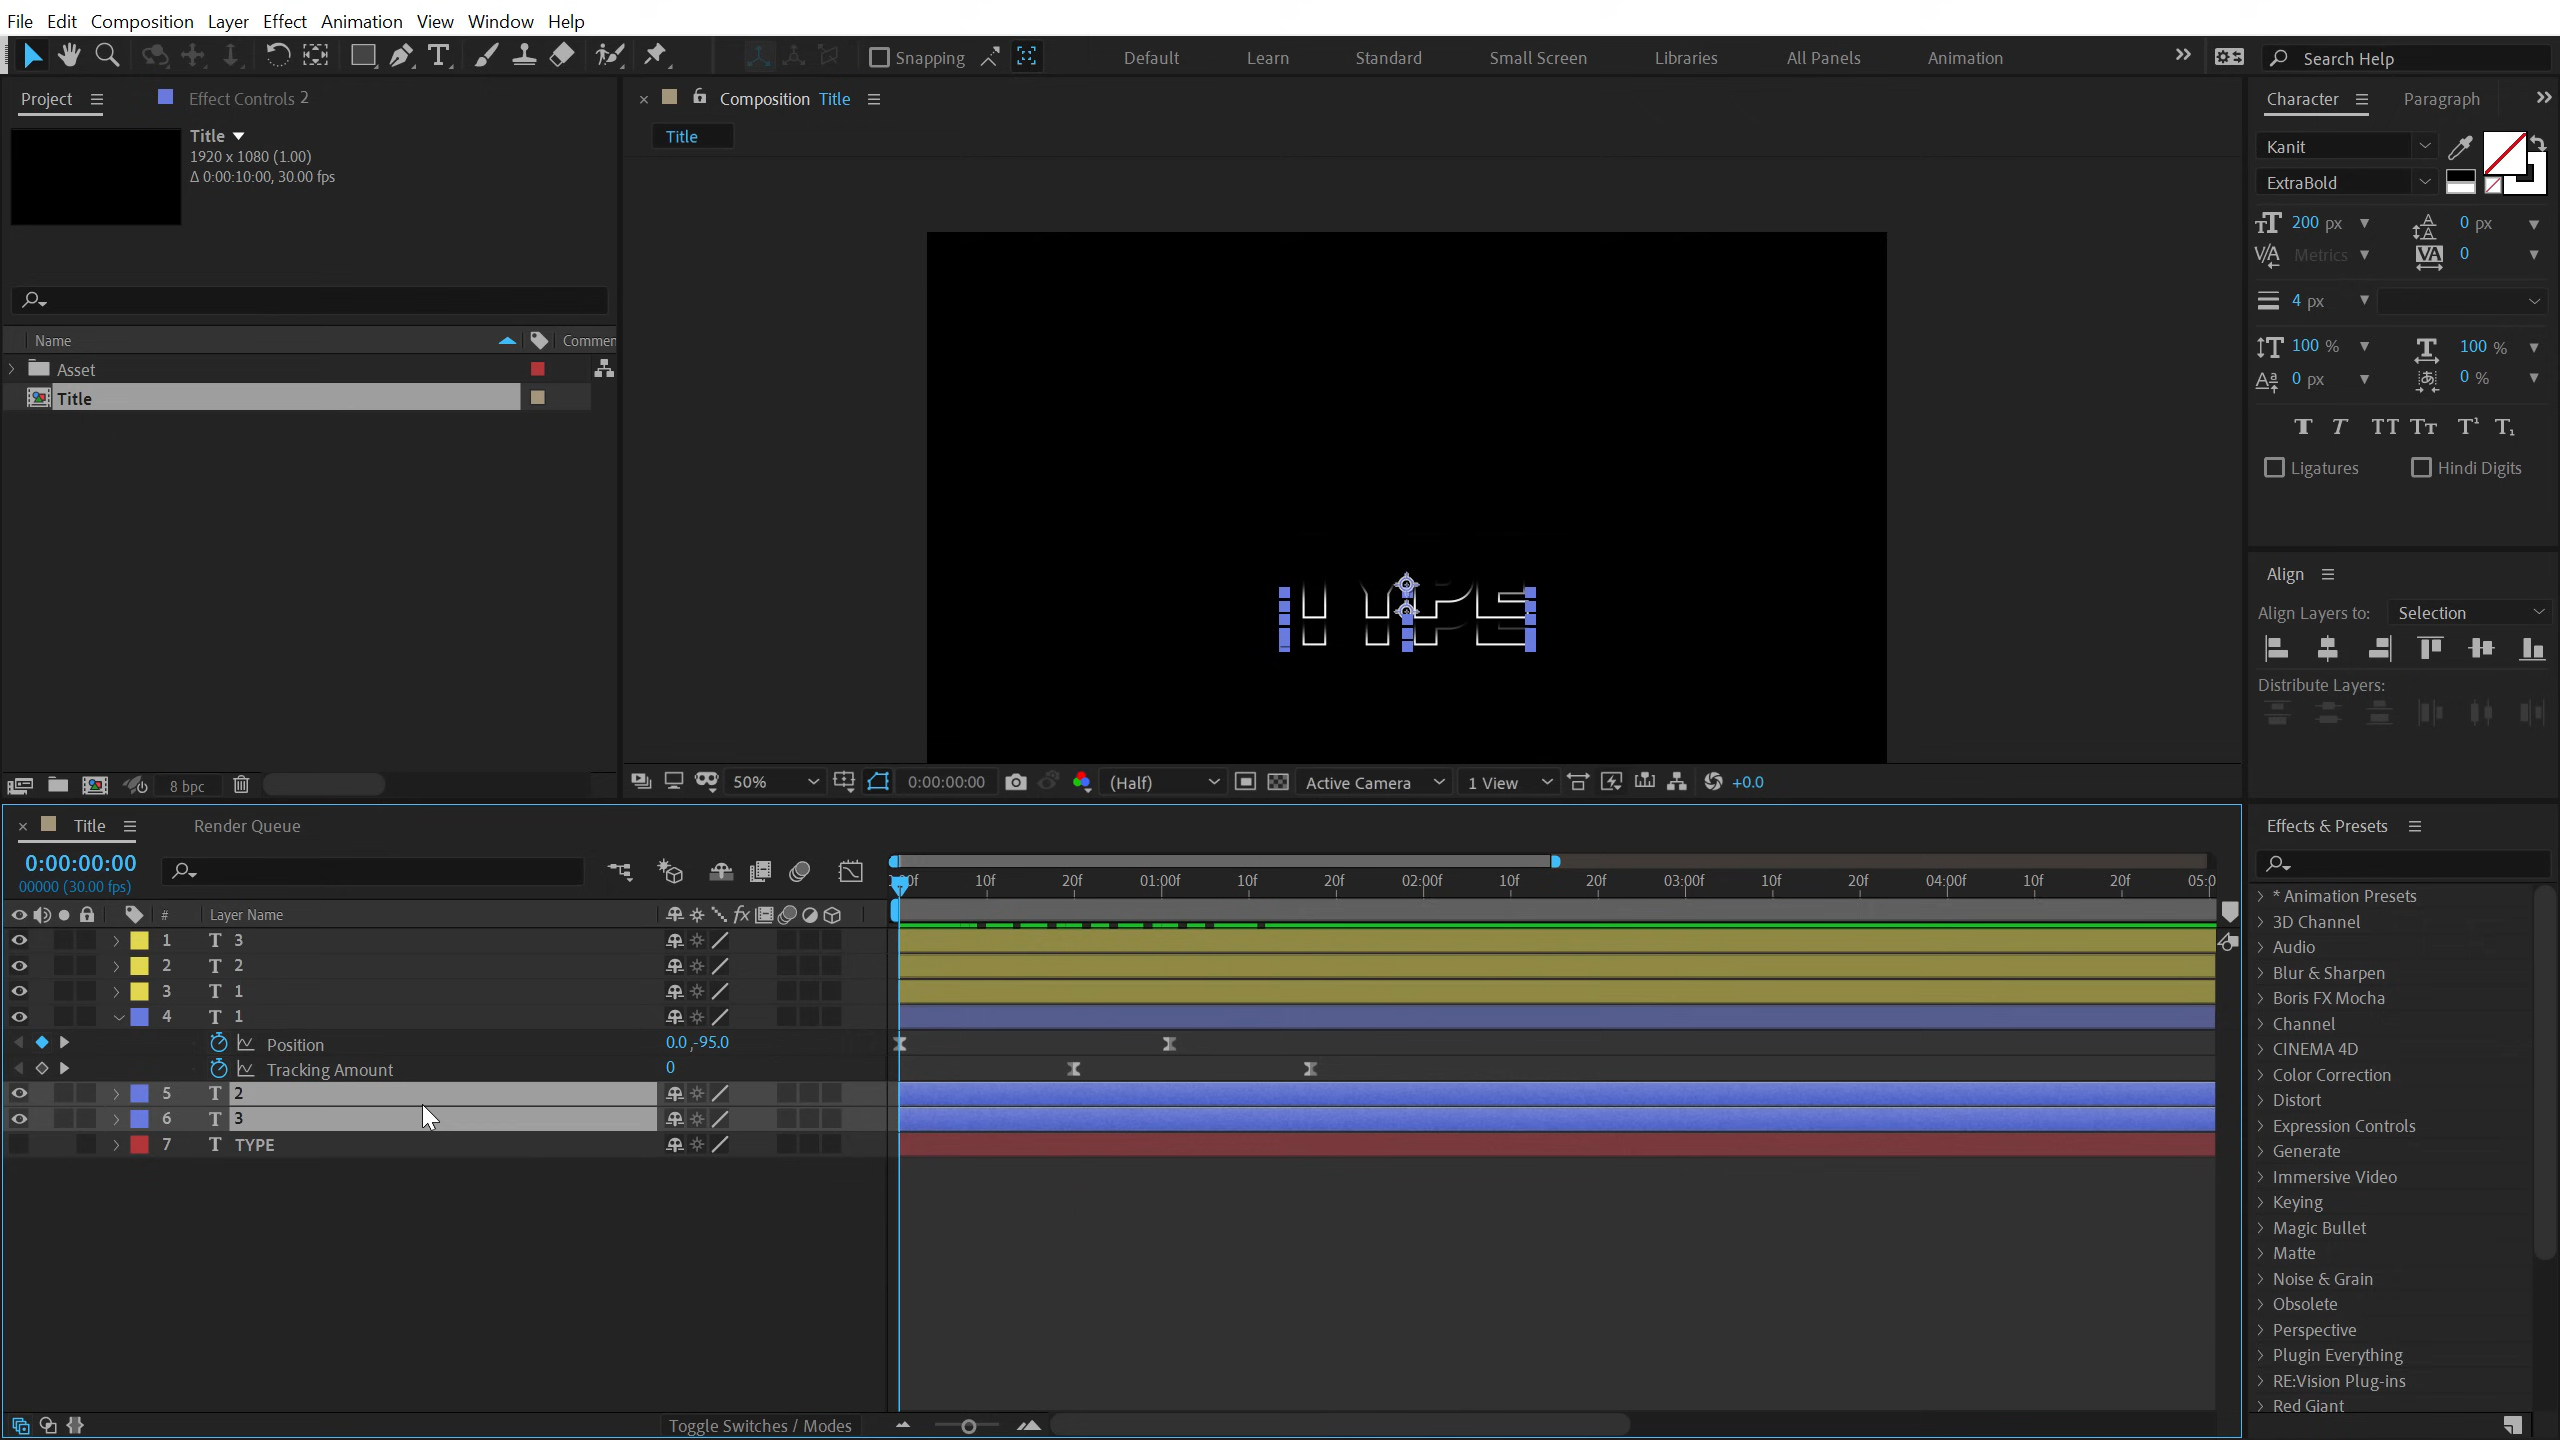 File Edit Composition Layer Effect Animation View Window Help
Snapping Default Learn Standard Small Screen Libraries All Panels Animation Search Help
Project Effect Controls 2
Title
1920 x 1080 (1.00)
Δ 0:00:10:00, 30.00 fps
Name Commen
Asset
Title
8 bpc
Composition Title
Title
TYPE
50% 0:00:00:00 (Half) Active Camera 1 View +0.0
Character Paragraph
Kanit
ExtraBold
200 px 0 px
Metrics 0
4 px
100 % 100 %
0 px 0 %
Ligatures Hindi Digits
Align
Align Layers to: Selection
Distribute Layers:
Title Render Queue
0:00:00:00
00000 (30.00 fps)
10f 20f 01:00f 10f 20f 02:00f 10f 20f 03:00f 10f 20f 04:00f 10f 20f 05:0
# Layer Name
1 3
2 2
3 1
4 1
Position 0.0 ,-95.0
Tracking Amount 0
5 2
6 3
7 TYPE
Toggle Switches / Modes
Effects & Presets
* Animation Presets
3D Channel
Audio
Blur & Sharpen
Boris FX Mocha
Channel
CINEMA 4D
Color Correction
Distort
Expression Controls
Generate
Immersive Video
Keying
Magic Bullet
Matte
Noise & Grain
Obsolete
Perspective
Plugin Everything
RE:Vision Plug-ins
Red Giant